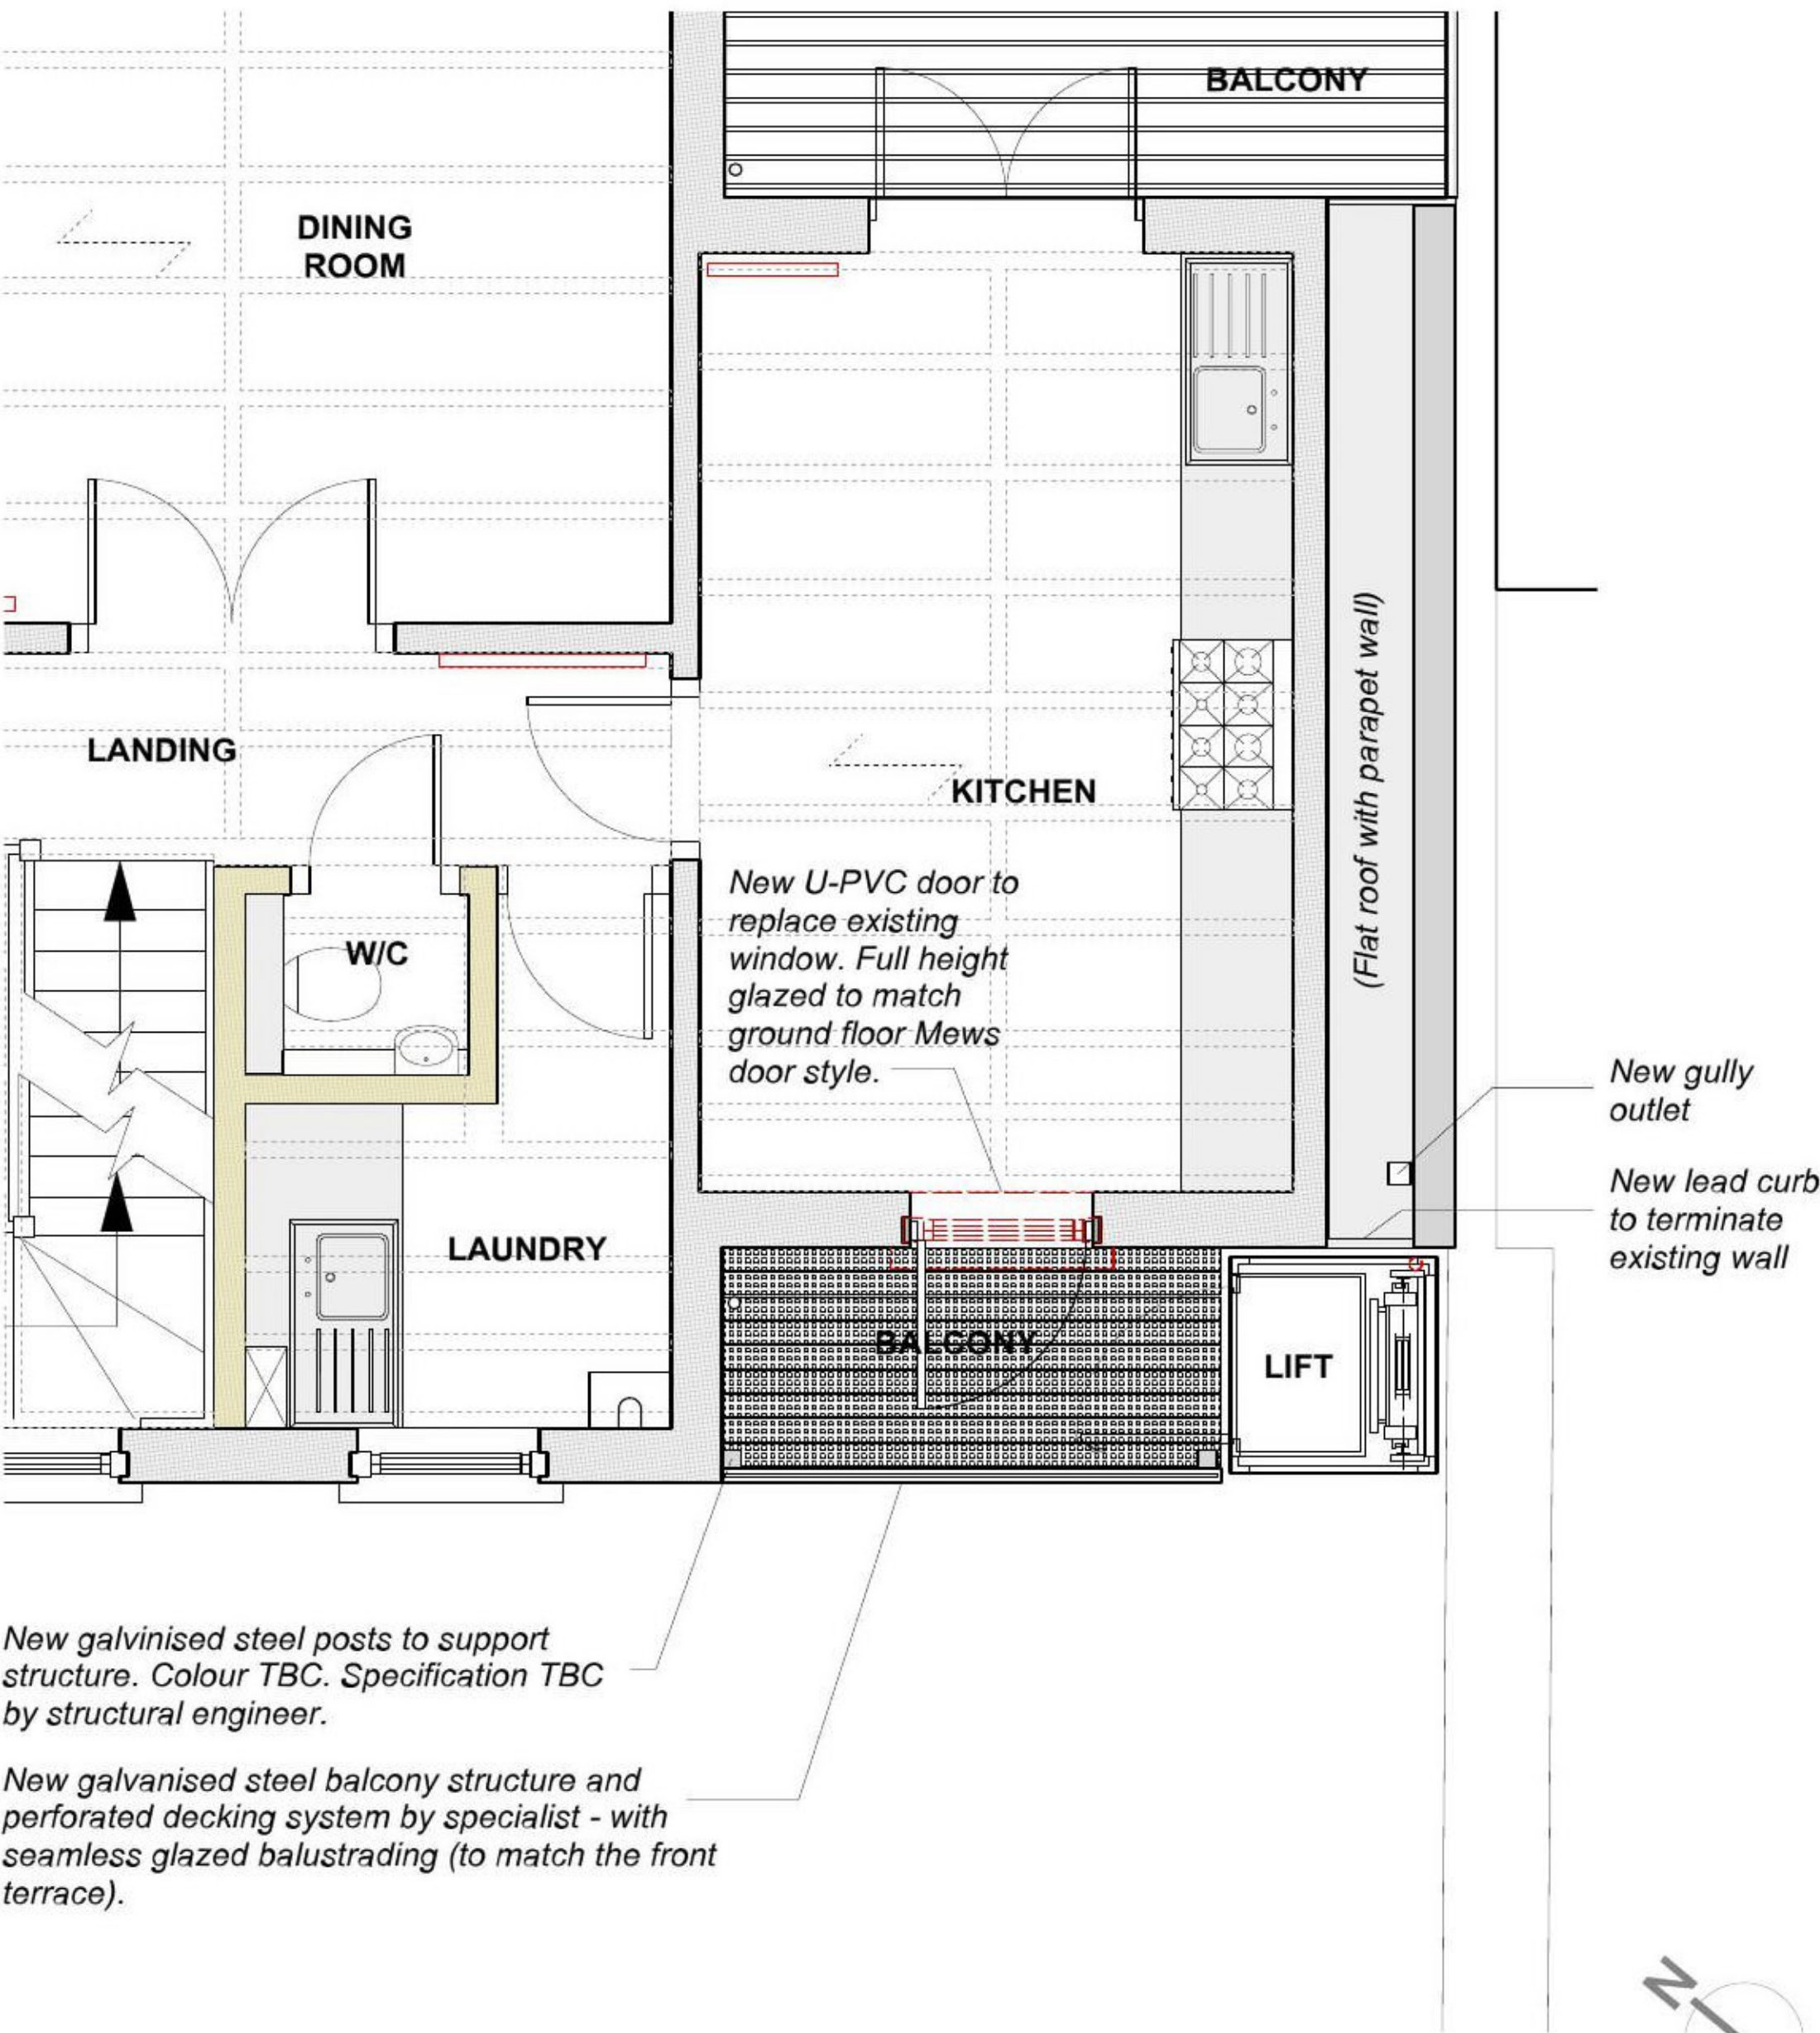 BALCONY
DINING
ROOM
(Flat roof with parapet wall)
LANDING
KITCHEN
New U-PVC door to
replace existing
window. Full height
glazed to match
ground floor Mews
door style.
W/C
New gully
outlet
New lead curb
to terminate
existing wall
LAUNDRY
BALCONY
LIFT
New galvinised steel posts to support
structure. Colour TBC. Specification TBC
by structural engineer.
New galvanised steel balcony structure and
perforated decking system by specialist - with
seamless glazed balustrading (to match the front
terrace).
N